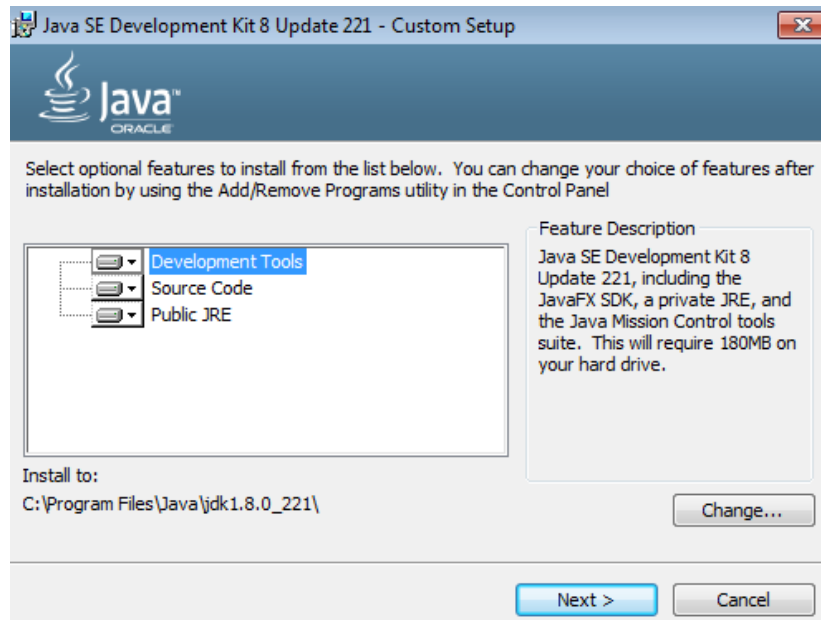 Java SE Development Kit 8 Update 221 - Custom Setup
Java™
ORACLE
Select optional features to install from the list below. You can change your choice of features after
installation by using the Add/Remove Programs utility in the Control Panel
Development Tools
Source Code
Public JRE
Feature Description
Java SE Development Kit 8
Update 221, including the
JavaFX SDK, a private JRE, and
the Java Mission Control tools
suite. This will require 180MB on
your hard drive.
Install to:
C:\Program Files\Java\jdk1.8.0_221\
Change...
Next >
Cancel